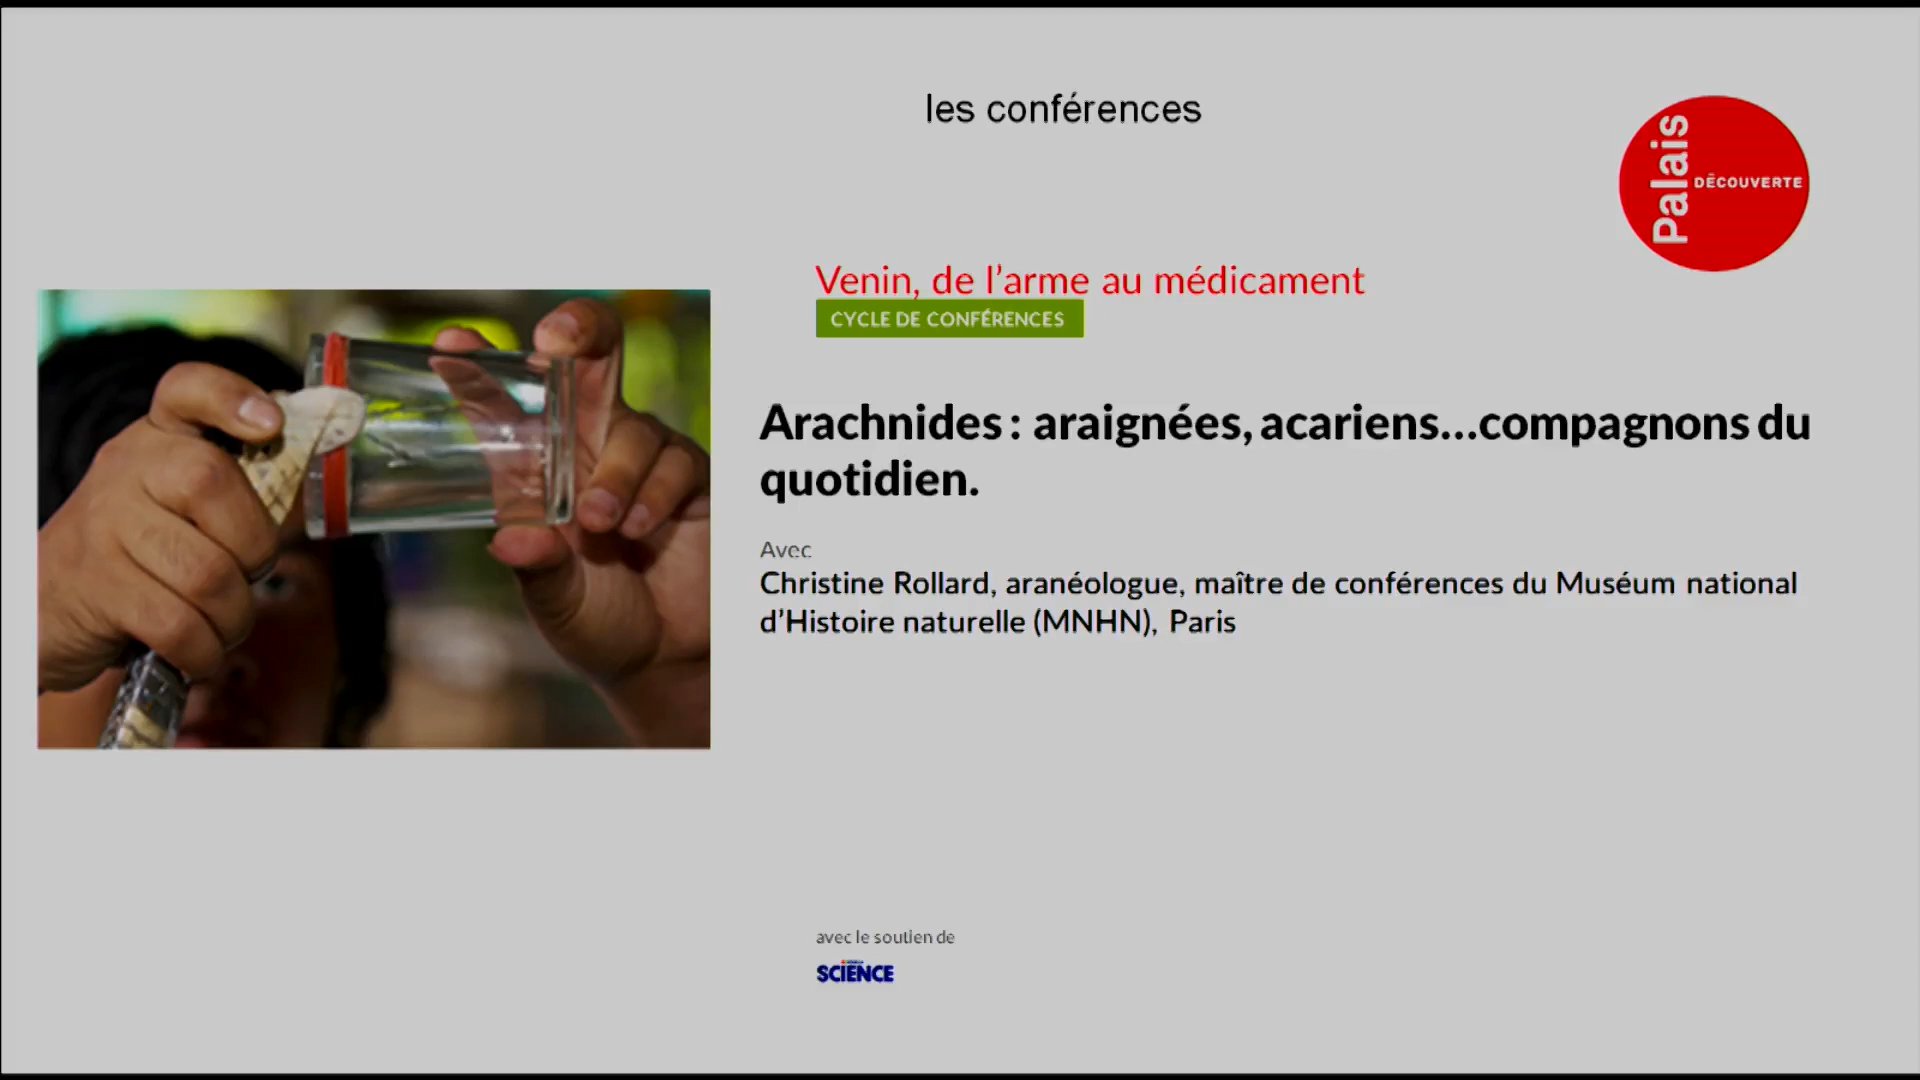 les conférences
Palais
DÉCOUVERTE
Venin, de l’arme au médicament
CYCLE DE CONFÉRENCES
Arachnides : araignées, acariens...compagnons du
quotidien.
Avec
Christine Rollard, aranéologue, maître de conférences du Muséum national
d’Histoire naturelle (MNHN), Paris
avec le soutien de
SCIENCE